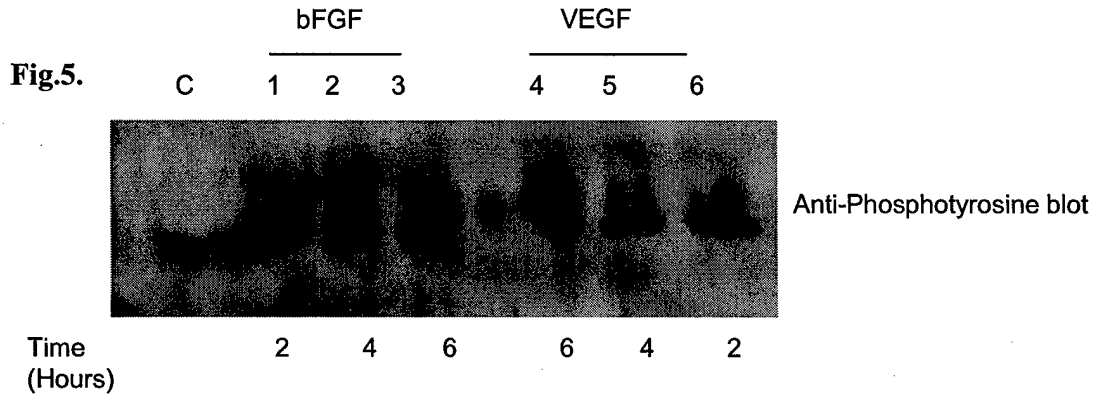 bFGF VEGF
Fig.5. C 1 2 3 4 5 6
Anti-Phosphotyrosine blot
Time 2 4 6 6 4 2
(Hours)